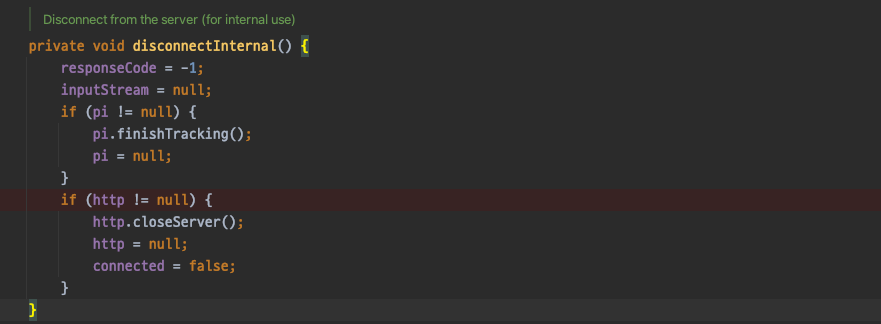 Disconnect from the server (for internal use)
private void disconnectInternal() {
responseCode = -1;
inputStream = null;
if (pi != null) {
pi.finishTracking();
pi = null;
}
if (http != null) {
http.closeServer();
http = null;
connected = false;
}
}